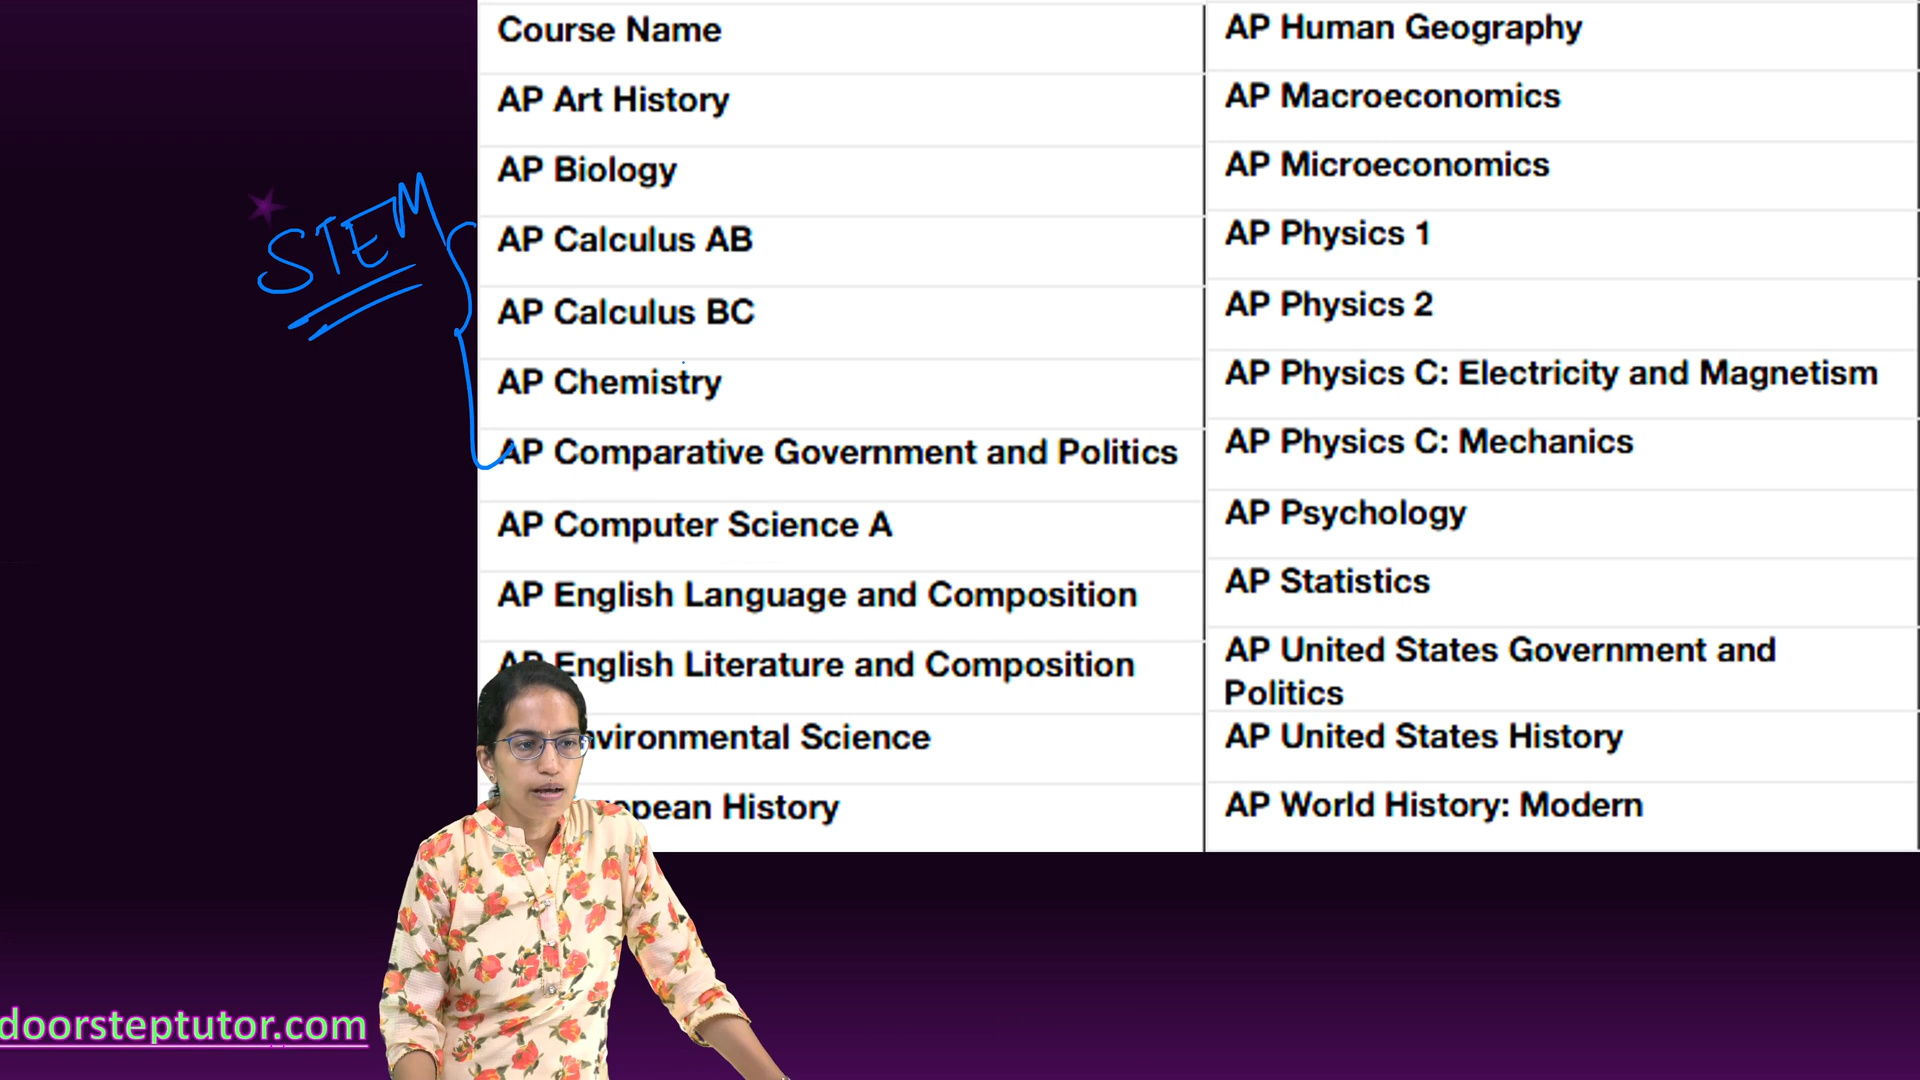 STEM
Course Name
AP Art History
AP Biology
AP Calculus AB
AP Calculus BC
AP Chemistry
AP Comparative Government and Politics
AP Computer Science A
AP English Language and Composition
AP English Literature and Composition
nvironmental Science
opean History
AP Human Geography
AP Macroeconomics
AP Microeconomics
AP Physics 1
AP Physics 2
AP Physics C: Electricity and Magnetism
AP Physics C: Mechanics
AP Psychology
AP Statistics
AP United States Government and
Politics
AP United States History
AP World History: Modern
doorsteptutor.com